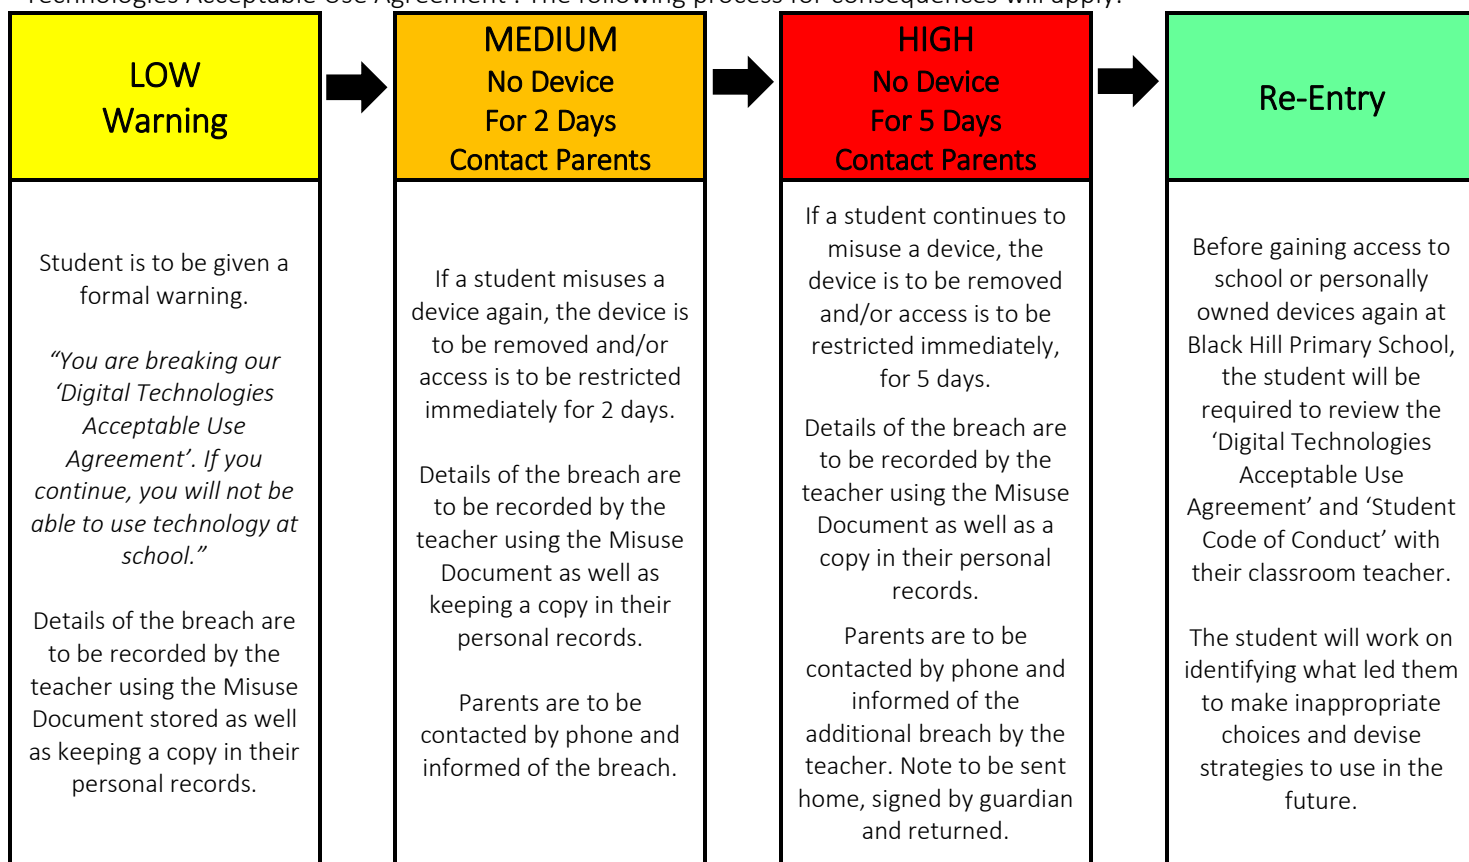 Technologies Acceptable Use Agreement'. The following process for consequences will apply:
LOW
Warning
Student is to be given a
formal warning.
“You are breaking our
‘Digital Technologies
Acceptable Use
Agreement’. If you
continue, you will not be
able to use technology at
school.”
Details of the breach are
to be recorded by the
teacher using the Misuse
Document stored as well
as keeping a copy in their
personal records.
MEDIUM
No Device
For 2 Days
Contact Parents
If a student misuses a
device again, the device is
to be removed and/or
access is to be restricted
immediately for 2 days.
Details of the breach are
to be recorded by the
teacher using the Misuse
Document as well as
keeping a copy in their
personal records.
Parents are to be
contacted by phone and
informed of the breach.
HIGH
No Device
For 5 Days
Contact Parents
If a student continues to
misuse a device, the
device is to be removed
and/or access is to be
restricted immediately,
for 5 days.
Details of the breach are
to be recorded by the
teacher using the Misuse
Document as well as a
copy in their personal
records.
Parents are to be
contacted by phone and
informed of the
additional breach by the
teacher. Note to be sent
home, signed by guardian
and returned.
Re-Entry
Before gaining access to
school or personally
owned devices again at
Black Hill Primary School,
the student will be
required to review the
‘Digital Technologies
Acceptable Use
Agreement’ and ‘Student
Code of Conduct’ with
their classroom teacher.
The student will work on
identifying what led them
to make inappropriate
choices and devise
strategies to use in the
future.